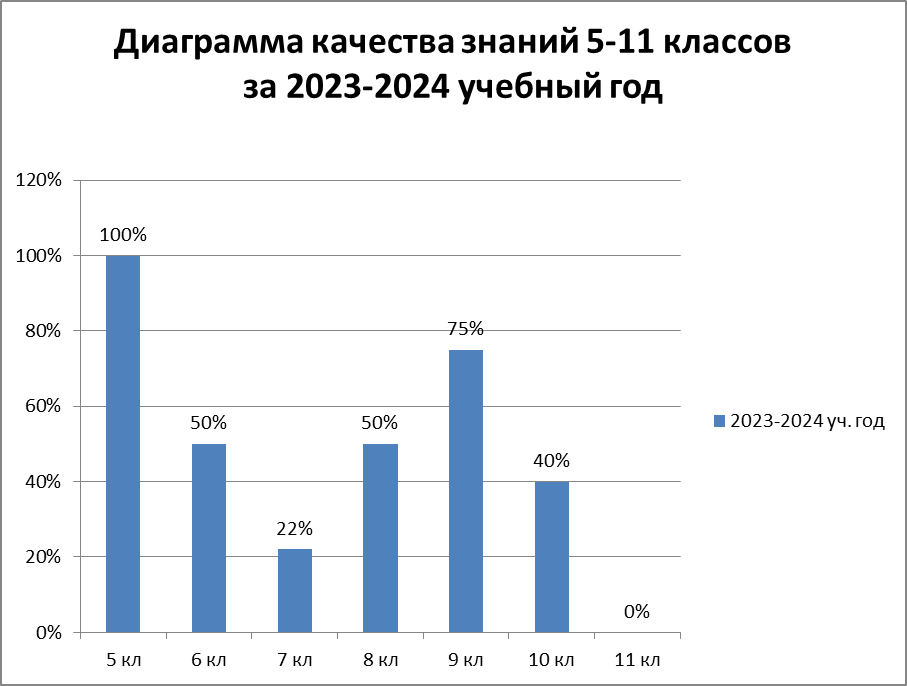 Диаграмма качества знаний 5-11 классов
за 2023-2024 учебный год
120%
100%
80%
60%
40%
20%
0%
100%
50%
22%
50%
75%
40%
0%
5 кл
6 кл
7 кл
8 кл
9 кл
10 кл
11 кл
2023-2024 уч. год